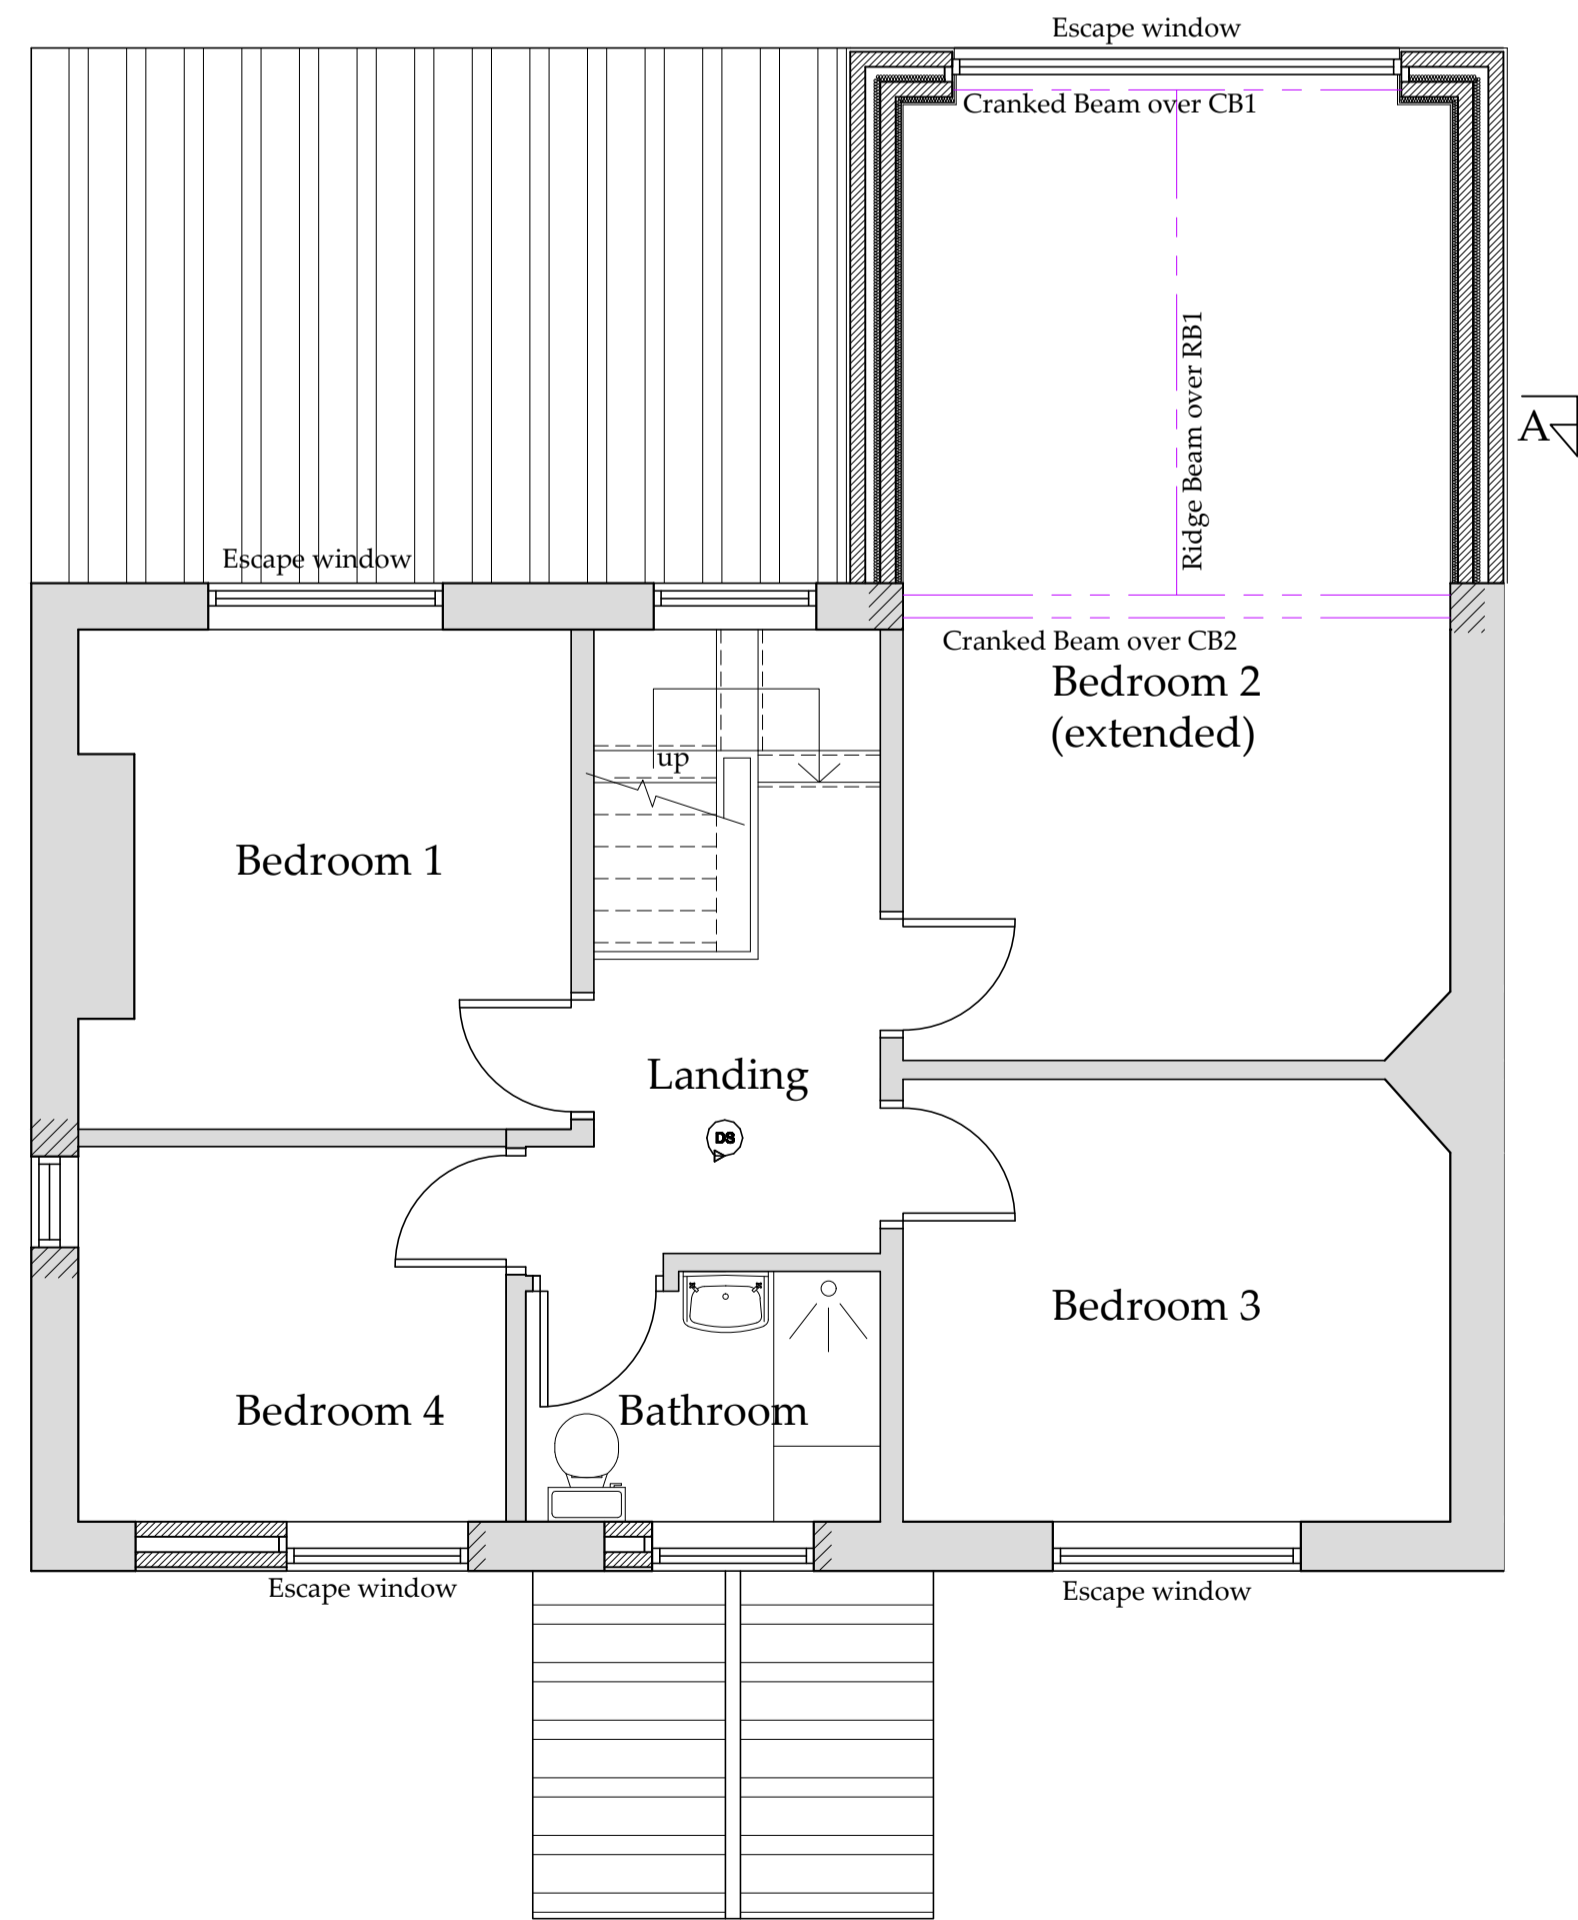 Escape window
Cranked Beam over CB1
Ridge Beam over RB1
A
Escape window
Cranked Beam over CB2
Bedroom 2
(extended)
up
Bedroom 1
Landing
DS
Bedroom 3
Bedroom 4
Bathroom
Escape window
Escape window